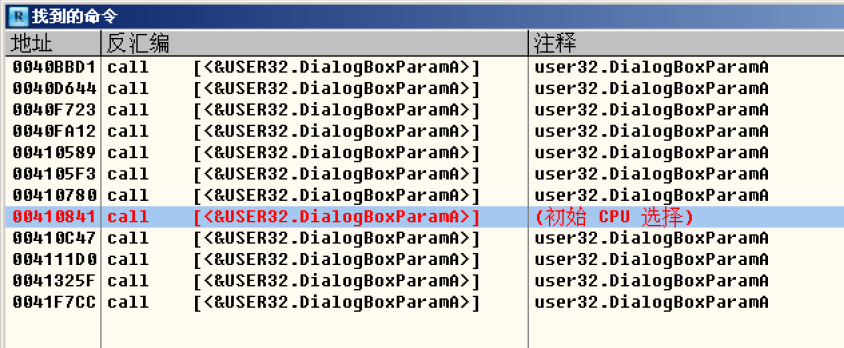 R 找到的命令
地址 反汇编 注释
0040BBD1 call [<&USER32.DialogBoxParamA>] user32.DialogBoxParamA
0040D644 call [<&USER32.DialogBoxParamA>] user32.DialogBoxParamA
0040F723 call [<&USER32.DialogBoxParamA>] user32.DialogBoxParamA
0040FA12 call [<&USER32.DialogBoxParamA>] user32.DialogBoxParamA
00410589 call [<&USER32.DialogBoxParamA>] user32.DialogBoxParamA
004105F3 call [<&USER32.DialogBoxParamA>] user32.DialogBoxParamA
00410780 call [<&USER32.DialogBoxParamA>] user32.DialogBoxParamA
00410841 call [<&USER32.DialogBoxParamA>] (初始 CPU 选择)
00410C47 call [<&USER32.DialogBoxParamA>] user32.DialogBoxParamA
004111D0 call [<&USER32.DialogBoxParamA>] user32.DialogBoxParamA
0041325F call [<&USER32.DialogBoxParamA>] user32.DialogBoxParamA
0041F7CC call [<&USER32.DialogBoxParamA>] user32.DialogBoxParamA